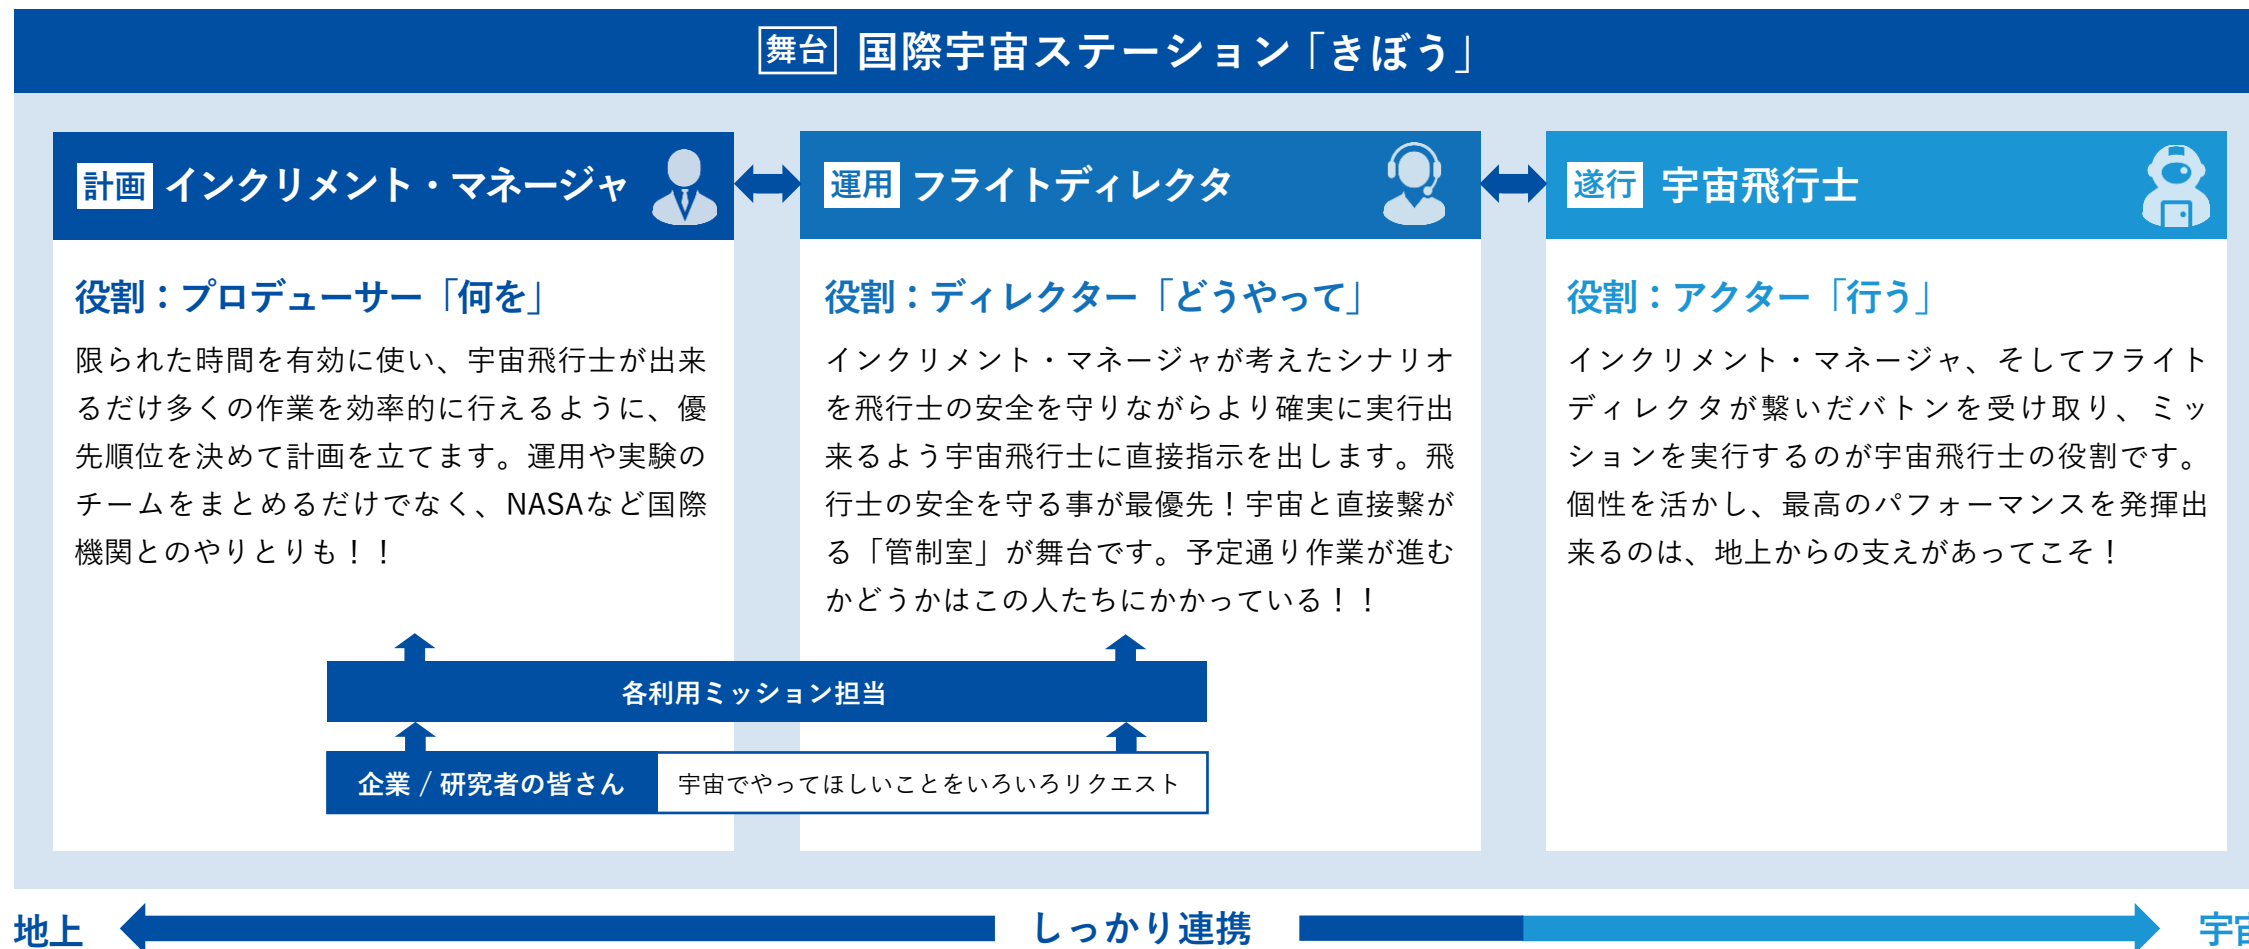 舞台 国際宇宙ステーション「きぼう」
計画 インクリメント・マネージャ
役割：プロデューサー「何を」
限られた時間を有効に使い、宇宙飛行士が出来
るだけ多くの作業を効率的に行えるように、優
先順位を決めて計画を立てます。運用や実験の
チームをまとめるだけでなく、NASAなど国際
機関とのやりとりも！！
運用 フライトディレクタ
役割：ディレクター「どうやって」
インクリメント・マネージャが考えたシナリオ
を飛行士の安全を守りながらより確実に実行出
来るよう宇宙飛行士に直接指示を出します。飛
行士の安全を守る事が最優先！宇宙と直接繋が
る「管制室」が舞台です。予定通り作業が進む
かどうかはこの人たちにかかっている！！
遂行 宇宙飛行士
役割：アクター「行う」
インクリメント・マネージャ、そしてフライト
ディレクタが繋いだバトンを受け取り、ミッ
ションを実行するのが宇宙飛行士の役割です。
個性を活かし、最高のパフォーマンスを発揮出
来るのは、地上からの支えがあってこそ！
各利用ミッション担当
企業 / 研究者の皆さん 宇宙でやってほしいことをいろいろリクエスト
地上 しっかり連携 宇宙